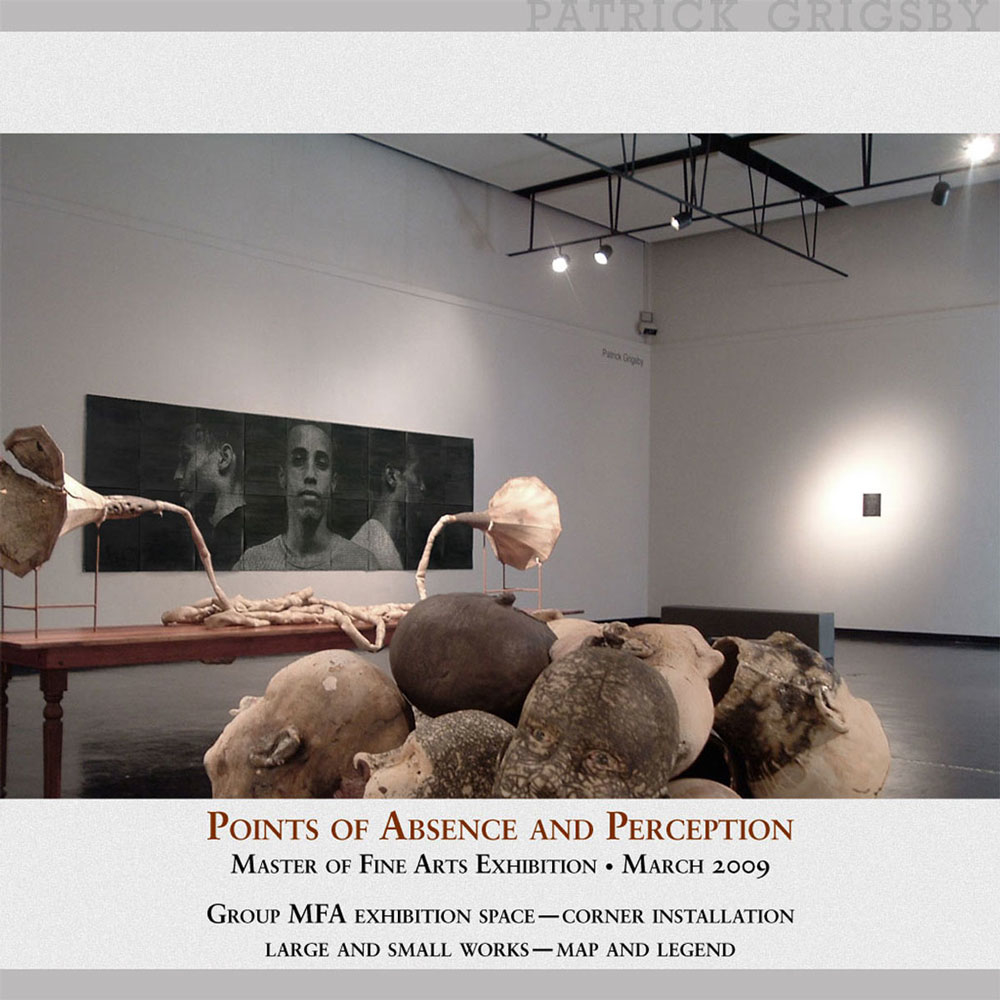 PATRICK GRIGSBY
Patrick Grigsby
POINTS OF ABSENCE AND PERCEPTION
MASTER OF FINE ARTS EXHIBITION • MARCH 2009
GROUP MFA EXHIBITION SPACE—CORNER INSTALLATION
LARGE AND SMALL WORKS—MAP AND LEGEND